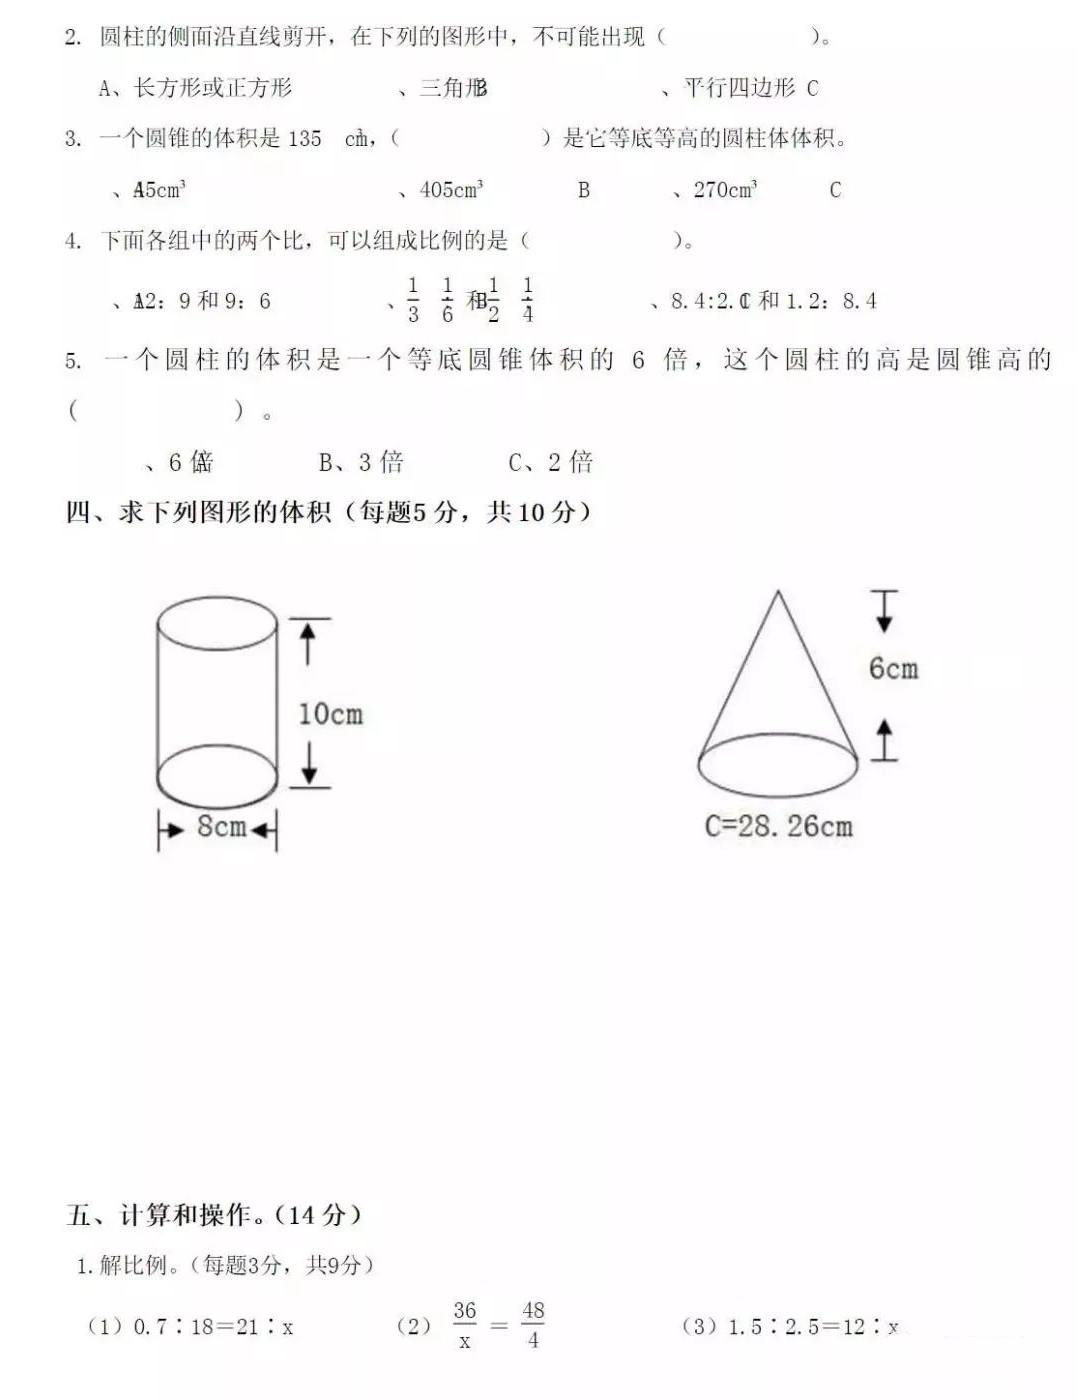 2. 圆柱的侧面沿直线剪开，在下列的图形中，不可能出现（ ）。
A、长方形或正方形 、三角形B 、平行四边形 C
3. 一个圆锥的体积是 135 cm³，（ ）是它等底等高的圆柱体体积。
、A45cm³ 、405cm³ B 、270cm³ C
4. 下面各组中的两个比，可以组成比例的是（ ）。
、A12：9 和 9：6 、1/3：1/6 和B1/2：1/4 、8.4:2.1C 和 1.2：8.4
5. 一个圆柱的体积是一个等底圆锥体积的 6 倍，这个圆柱的高是圆锥高的
（ ）。
、6 倍A B、3 倍 C、2 倍
四、求下列图形的体积（每题5 分，共 10 分）
10cm
6cm
8cm
C=28.26cm
五、计算和操作。（14 分）
1.解比例。（每题3分，共9分）
（1）0.7∶18＝21∶x （2）36/x ＝ 48/4 （3）1.5∶2.5＝12∶x